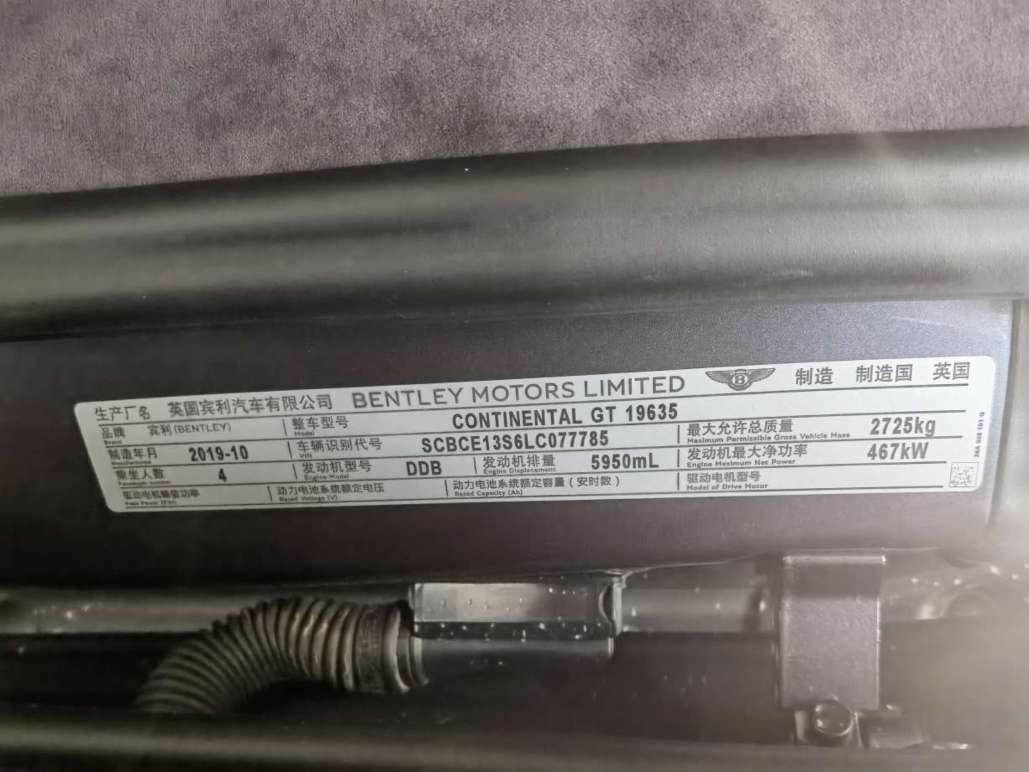 生产厂名 英国宾利汽车有限公司 BENTLEY MOTORS LIMITED B 制造 制造国 英国
品牌 宾利(BENTLEY) 整车型号 CONTINENTAL GT 19635
Brand Model
制造年月 2019-10 车辆识别代号 SCBCE13S6LC077785 最大允许总质量 2725kg
VIN Maximum Permissible Gross Vehicle Mass
乘坐人数 4 发动机型号 DDB 发动机排量 5950mL 发动机最大净功率 467kW
Engine Model Engine Displacement Engine Maximum Net Power
驱动电机峰值功率 动力电池系统额定电压 动力电池系统额定容量(安时数) 驱动电机型号
Rated Voltage (V) Rated Capacity (Ah) Model of Drive Motor